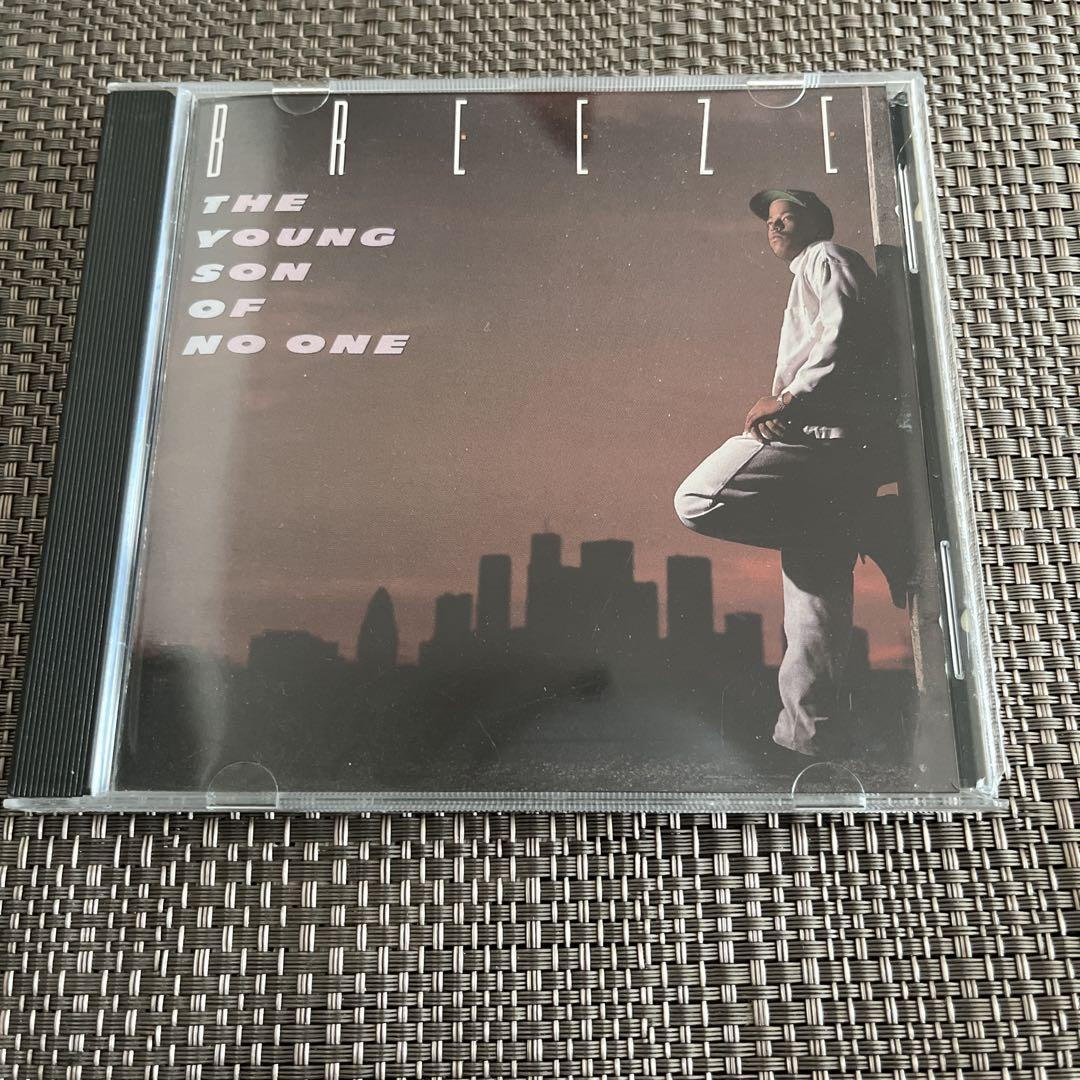 BREEZE
THE
YOUNG
SON
OF
NO ONE